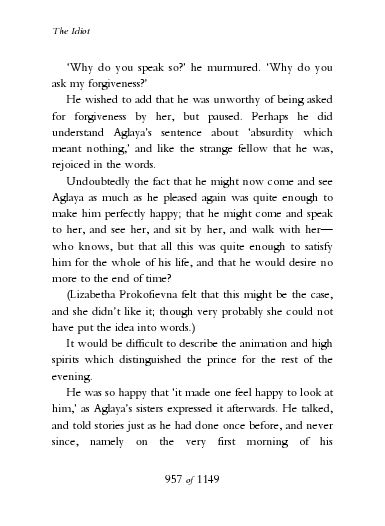 The Idiot
'Why do you speak so?' he murmured. 'Why do you
ask my forgiveness?'
He wished to add that he was unworthy of being asked
for forgiveness by her, but paused. Perhaps he did
understand Aglaya's sentence about 'absurdity which
meant nothing,' and like the strange fellow that he was,
rejoiced in the words.
Undoubtedly the fact that he might now come and see
Aglaya as much as he pleased again was quite enough to
make him perfectly happy; that he might come and speak
to her, and see her, and sit by her, and walk with her—
who knows, but that all this was quite enough to satisfy
him for the whole of his life, and that he would desire no
more to the end of time?
(Lizabetha Prokofievna felt that this might be the case,
and she didn't like it; though very probably she could not
have put the idea into words.)
It would be difficult to describe the animation and high
spirits which distinguished the prince for the rest of the
evening.
He was so happy that 'it made one feel happy to look at
him,' as Aglaya's sisters expressed it afterwards. He talked,
and told stories just as he had done once before, and never
since, namely on the very first morning of his
957 of 1149